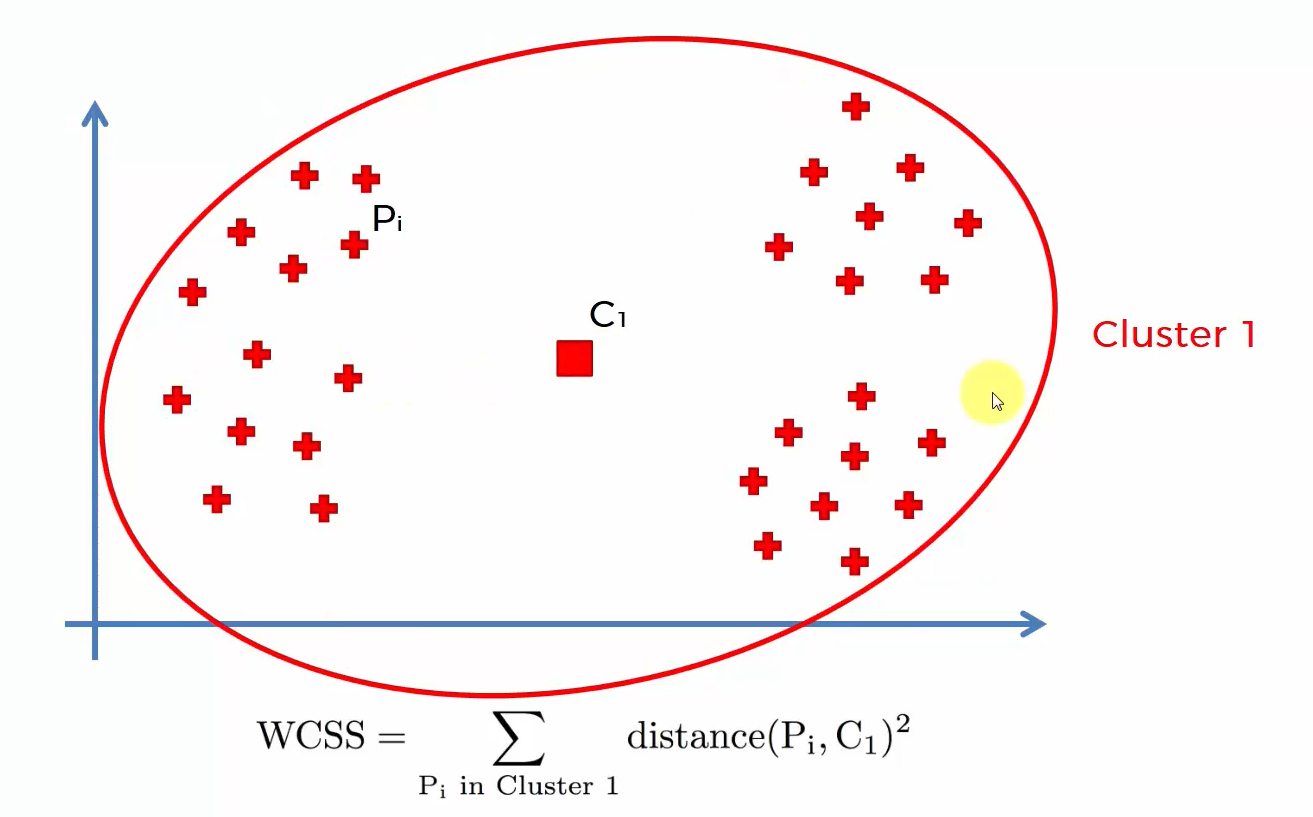 Pᵢ
C₁
Cluster 1
WCSS = ∑ distance(Pᵢ, C₁)²
Pᵢ in Cluster 1